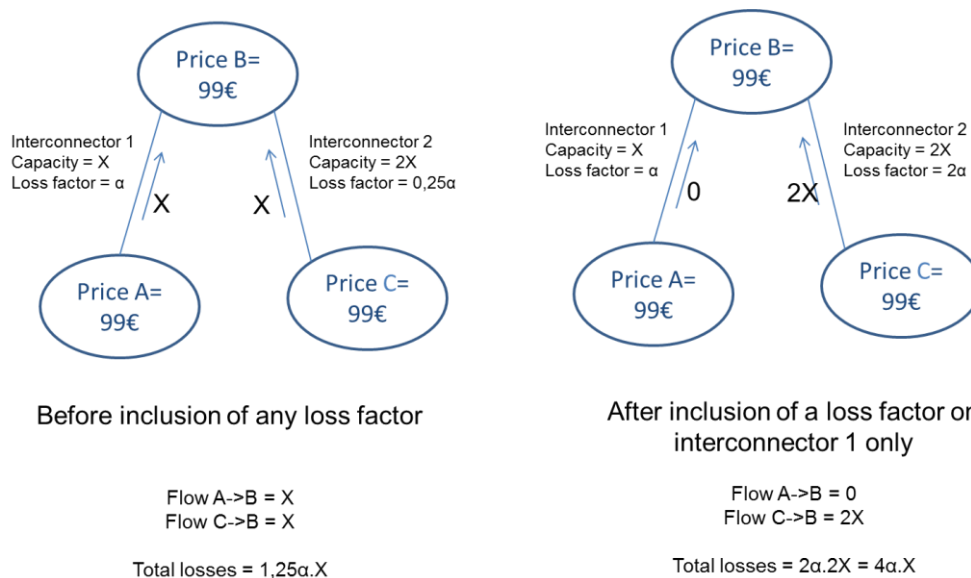 Price B=
99€
Interconnector 1
Capacity = X
Loss factor = α
X
X
Interconnector 2
Capacity = 2X
Loss factor = 0,25α
Price A=
99€
Price C=
99€
Before inclusion of any loss factor
Flow A->B = X
Flow C->B = X
Total losses = 1,25α.X
Price B=
99€
Interconnector 1
Capacity = X
Loss factor = α
0
2X
Interconnector 2
Capacity = 2X
Loss factor = 2α
Price A=
99€
Price C=
99€
After inclusion of a loss factor on
interconnector 1 only
Flow A->B = 0
Flow C->B = 2X
Total losses = 2α.2X = 4α.X